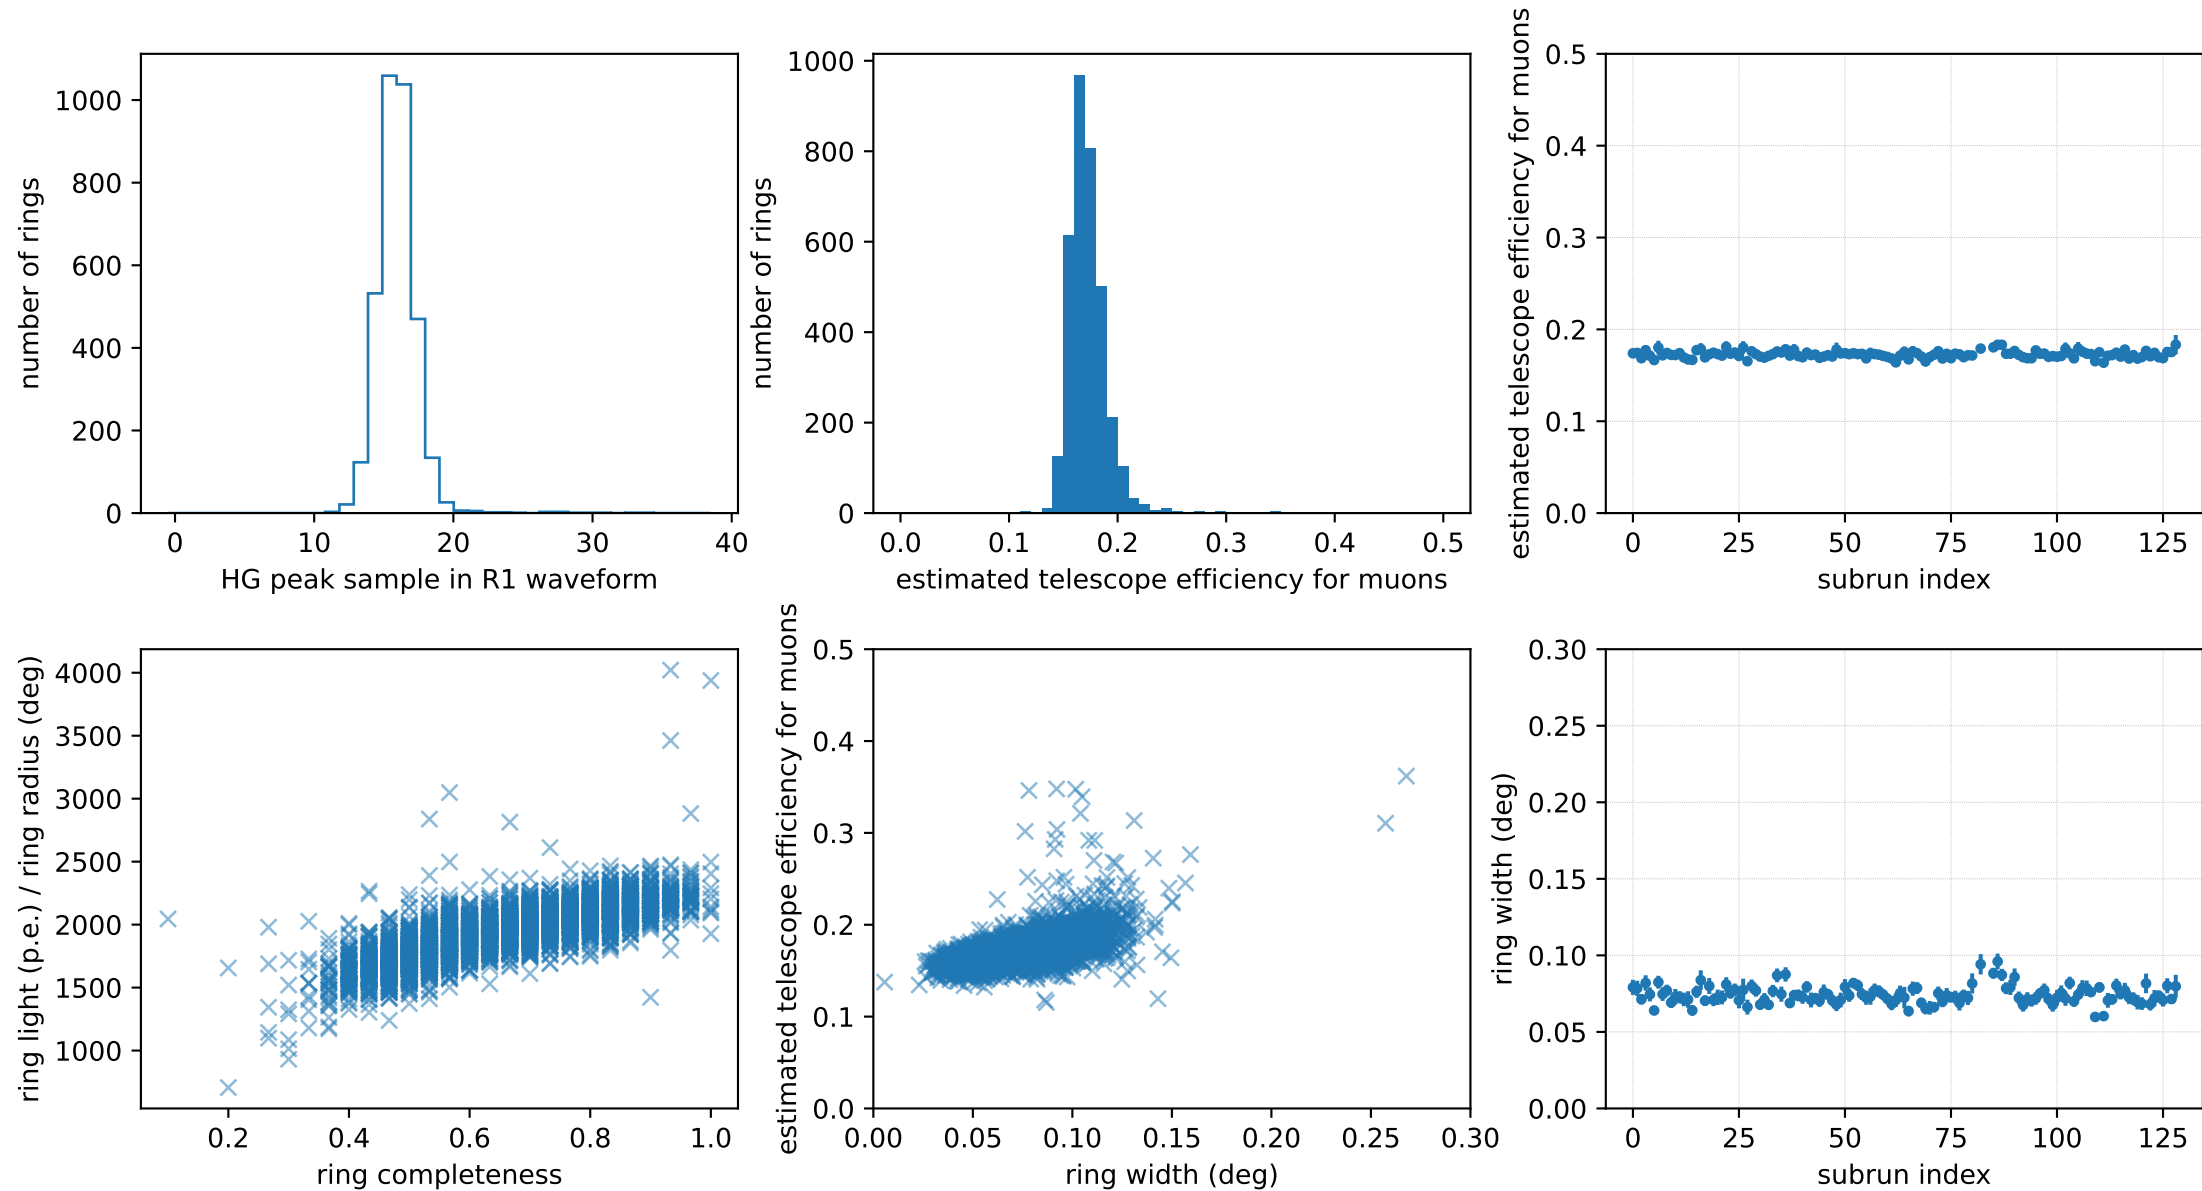 1000
800
600
400
200
0
number of rings
0 10 20 30 40
HG peak sample in R1 waveform
1000
800
600
400
200
0
number of rings
0.0 0.1 0.2 0.3 0.4 0.5
estimated telescope efficiency for muons
0.5
0.4
0.3
0.2
0.1
0.0
estimated telescope efficiency for muons
0 25 50 75 100 125
subrun index
4000
3500
3000
2500
2000
1500
1000
ring light (p.e.) / ring radius (deg)
0.2 0.4 0.6 0.8 1.0
ring completeness
0.5
0.4
0.3
0.2
0.1
0.0
estimated telescope efficiency for muons
0.00 0.05 0.10 0.15 0.20 0.25 0.30
ring width (deg)
0.30
0.25
0.20
0.15
0.10
0.05
0.00
ring width (deg)
0 25 50 75 100 125
subrun index